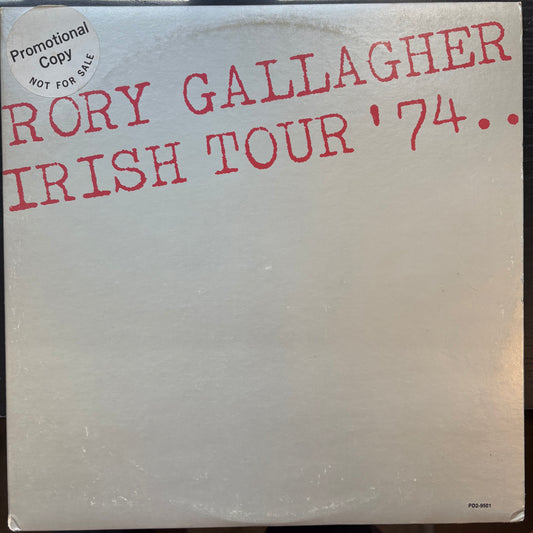 Promotional
Copy
NOT FOR SALE
RORY GALLAGHER
IRISH TOUR '74..
PD2-9501